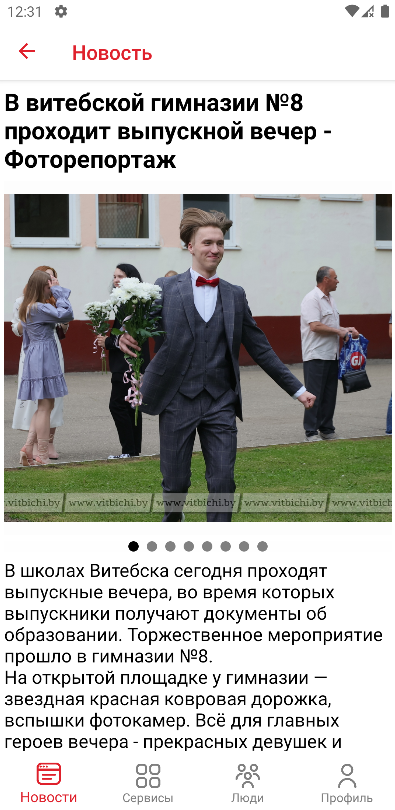 12:31
Новость
В витебской гимназии №8
проходит выпускной вечер -
Фоторепортаж
GJ
www.vitbichi.by www.vitbichi.by www.vitbichi.by www.vitbichi.by
В школах Витебска сегодня проходят
выпускные вечера, во время которых
выпускники получают документы об
образовании. Торжественное мероприятие
прошло в гимназии №8.
На открытой площадке у гимназии —
звездная красная ковровая дорожка,
вспышки фотокамер. Всё для главных
героев вечера - прекрасных девушек и
Новости Сервисы Люди Профиль